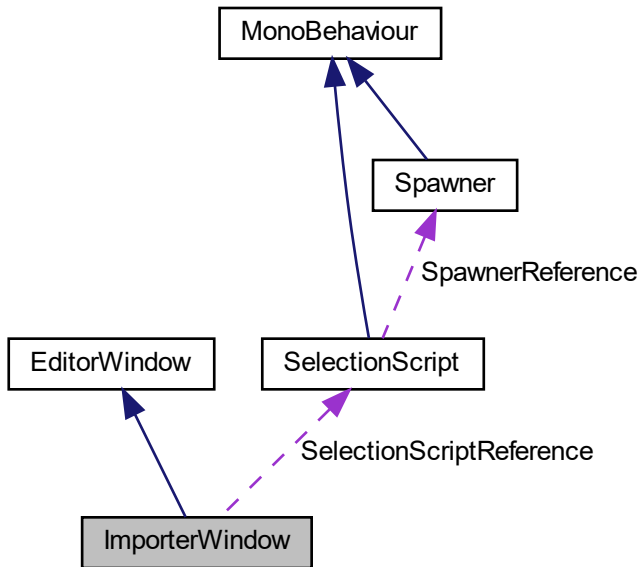 MonoBehaviour
Spawner
SpawnerReference
EditorWindow
SelectionScript
SelectionScriptReference
ImporterWindow